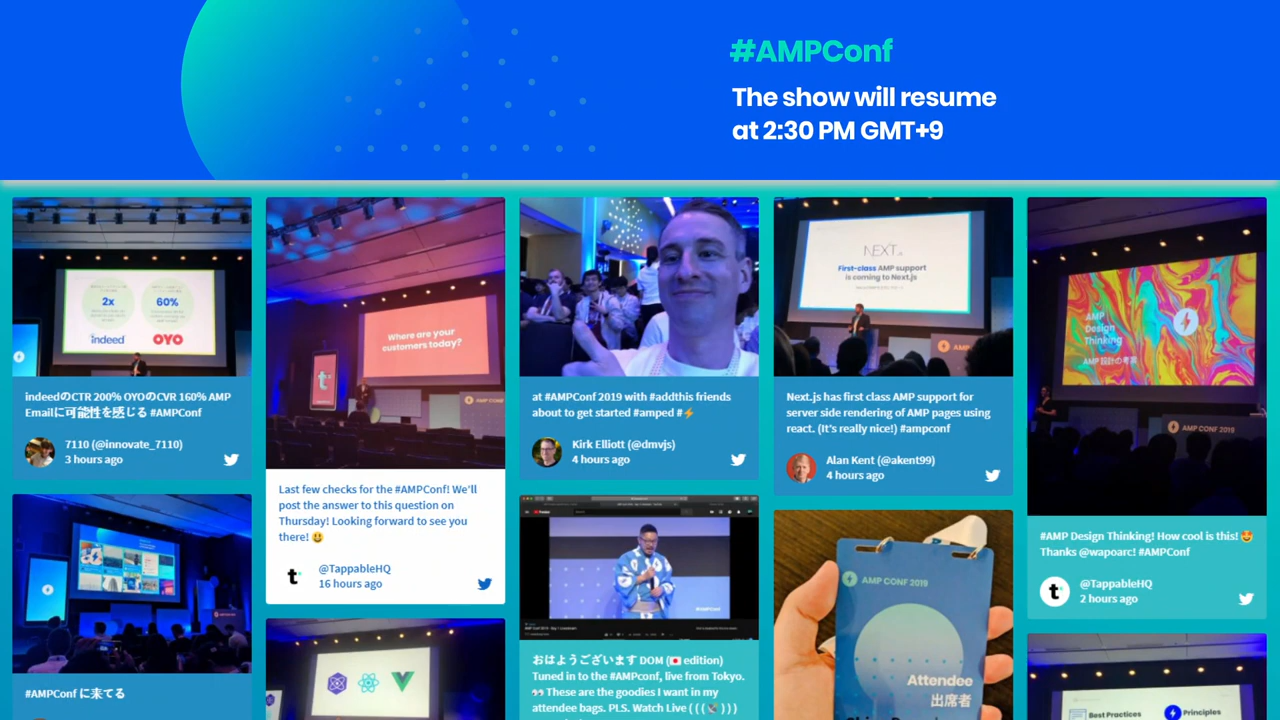 #AMPConf
The show will resume
at 2:30 PM GMT+9
2x
60%
indeed
OYO
indeedのCTR 200% OYOのCVR 160% AMP
Emailに可能性を感じる #AMPConf
7110 (@innovate_7110)
3 hours ago
#AMPConf に来てる
Where are your
customers today?
t
AMP CONF
Last few checks for the #AMPConf! We'll
post the answer to this question on
Thursday! Looking forward to see you
there! 😃
t
@TappableHQ
16 hours ago
at #AMPConf 2019 with #addthis friends
about to get started #amped #⚡
Kirk Elliott (@dmvjs)
4 hours ago
#AMPConf
おはようございます DOM (🇯🇵 edition)
Tuned in to the #AMPconf, live from Tokyo.
👀 These are the goodies I want in my
attendee bags. PLS. Watch Live ( ( ( 📡 ) ) )
NEXT.js
First-class AMP support
is coming to Next.js
AMP
Next.js has first class AMP support for
server side rendering of AMP pages using
react. (It's really nice!) #ampconf
Alan Kent (@akent99)
4 hours ago
AMP CONF 2019
Attendee
出席者
AMP
Design
Thinking
AMP 設計の考察
AMP CONF 2019
#AMP Design Thinking! How cool is this! 🤩
Thanks @wapoarc! #AMPConf
t
@TappableHQ
2 hours ago
Best Practices
Principles